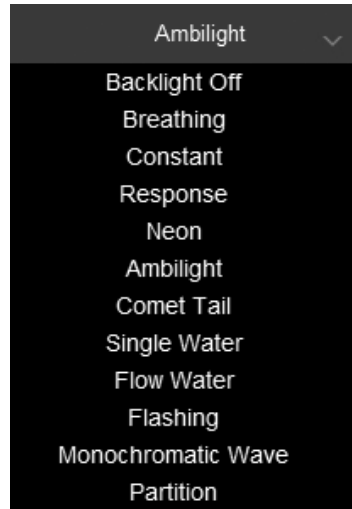 Ambilight
Backlight Off
Breathing
Constant
Response
Neon
Ambilight
Comet Tail
Single Water
Flow Water
Flashing
Monochromatic Wave
Partition